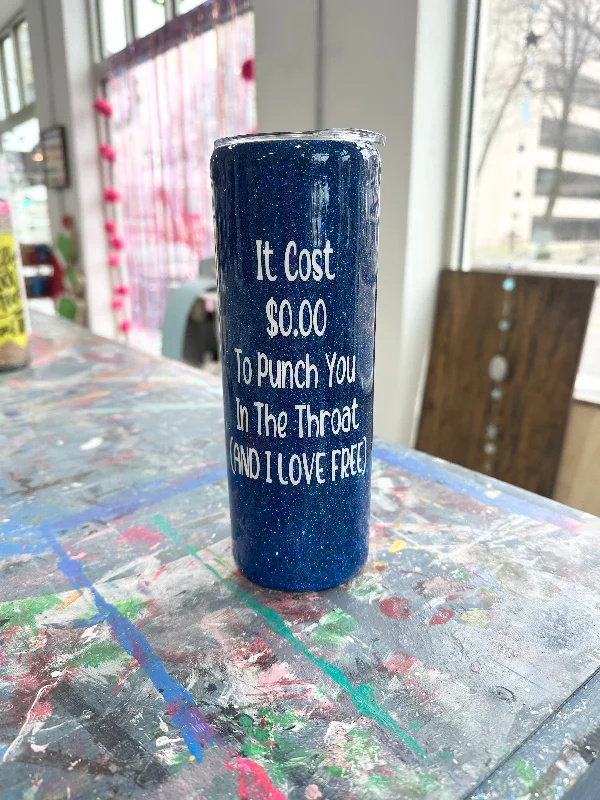 It Cost
$0.00
To Punch You
In The Throat
(AND I LOVE FREE)